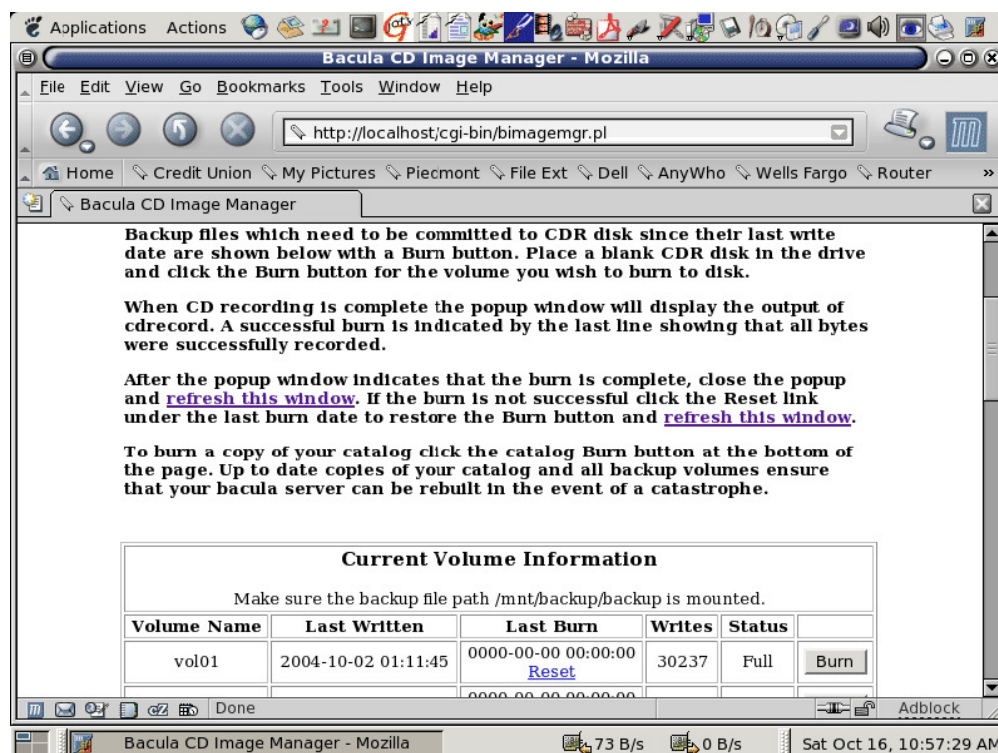 Applications Actions
Bacula CD Image Manager - Mozilla
File Edit View Go Bookmarks Tools Window Help
http://localhost/cgi-bin/bimagemgr.pl
Home Credit Union My Pictures Piedmont File Ext Dell AnyWho Wells Fargo Router »
Bacula CD Image Manager
Backup files which need to be committed to CDR disk since their last write
date are shown below with a Burn button. Place a blank CDR disk in the drive
and click the Burn button for the volume you wish to burn to disk.
When CD recording is complete the popup window will display the output of
cdrecord. A successful burn is indicated by the last line showing that all bytes
were successfully recorded.
After the popup window indicates that the burn is complete, close the popup
and refresh this window. If the burn is not successful click the Reset link
under the last burn date to restore the Burn button and refresh this window.
To burn a copy of your catalog click the catalog Burn button at the bottom of
the page. Up to date copies of your catalog and all backup volumes ensure
that your bacula server can be rebuilt in the event of a catastrophe.
Current Volume Information
Make sure the backup file path /mnt/backup/backup is mounted.
Volume Name Last Written Last Burn Writes Status
vol01 2004-10-02 01:11:45 0000-00-00 00:00:00 Reset 30237 Full Burn
0000-00-00 00:00:00
Done Adblock
Bacula CD Image Manager - Mozilla 73 B/s 0 B/s Sat Oct 16, 10:57:29 AM